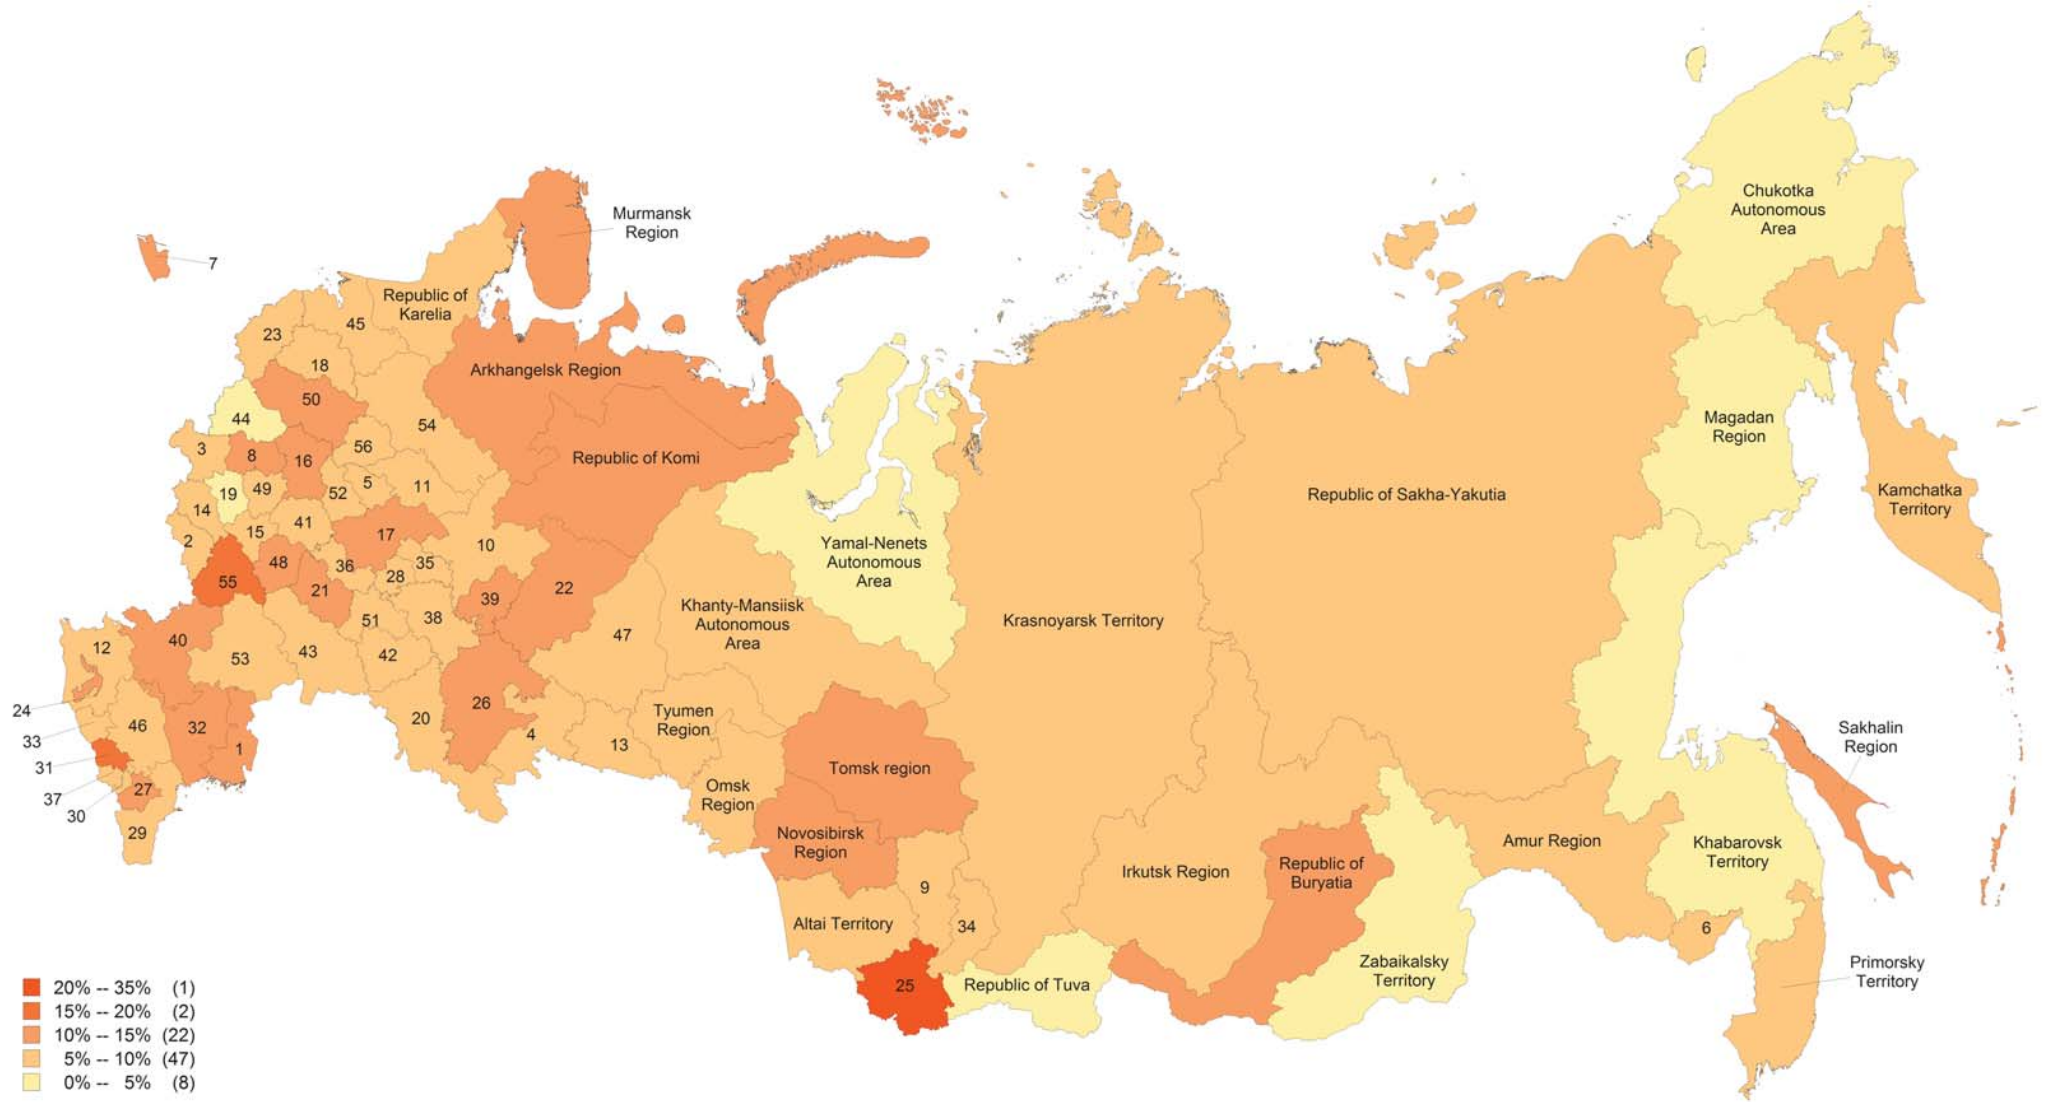 Chukotka
Autonomous
Area
Murmansk
Region
7
Republic of
Karelia
45
23
18
Arkhangelsk Region
50
44
54
Magadan
Region
3
8
16
56
Republic of Komi
19
49
52
5
11
Republic of Sakha-Yakutia
Kamchatka
Territory
14
15
41
17
2
10
Yamal-Nenets
Autonomous
Area
48
36
28
35
55
21
22
39
Khanty-Mansiisk
Autonomous
Area
51
38
Krasnoyarsk Territory
40
47
12
53
43
42
24
46
32
26
20
Tyumen
Region
33
1
4
13
Sakhalin
Region
31
Tomsk region
37
27
Omsk
Region
30
29
Novosibirsk
Region
Amur Region
Khabarovsk
Territory
Republic of
Buryatia
Irkutsk Region
9
Altai Territory
34
6
25
Republic of Tuva
Zabaikalsky
Territory
Primorsky
Territory
20% -- 35% (1)
15% -- 20% (2)
10% -- 15% (22)
5% -- 10% (47)
0% -- 5% (8)